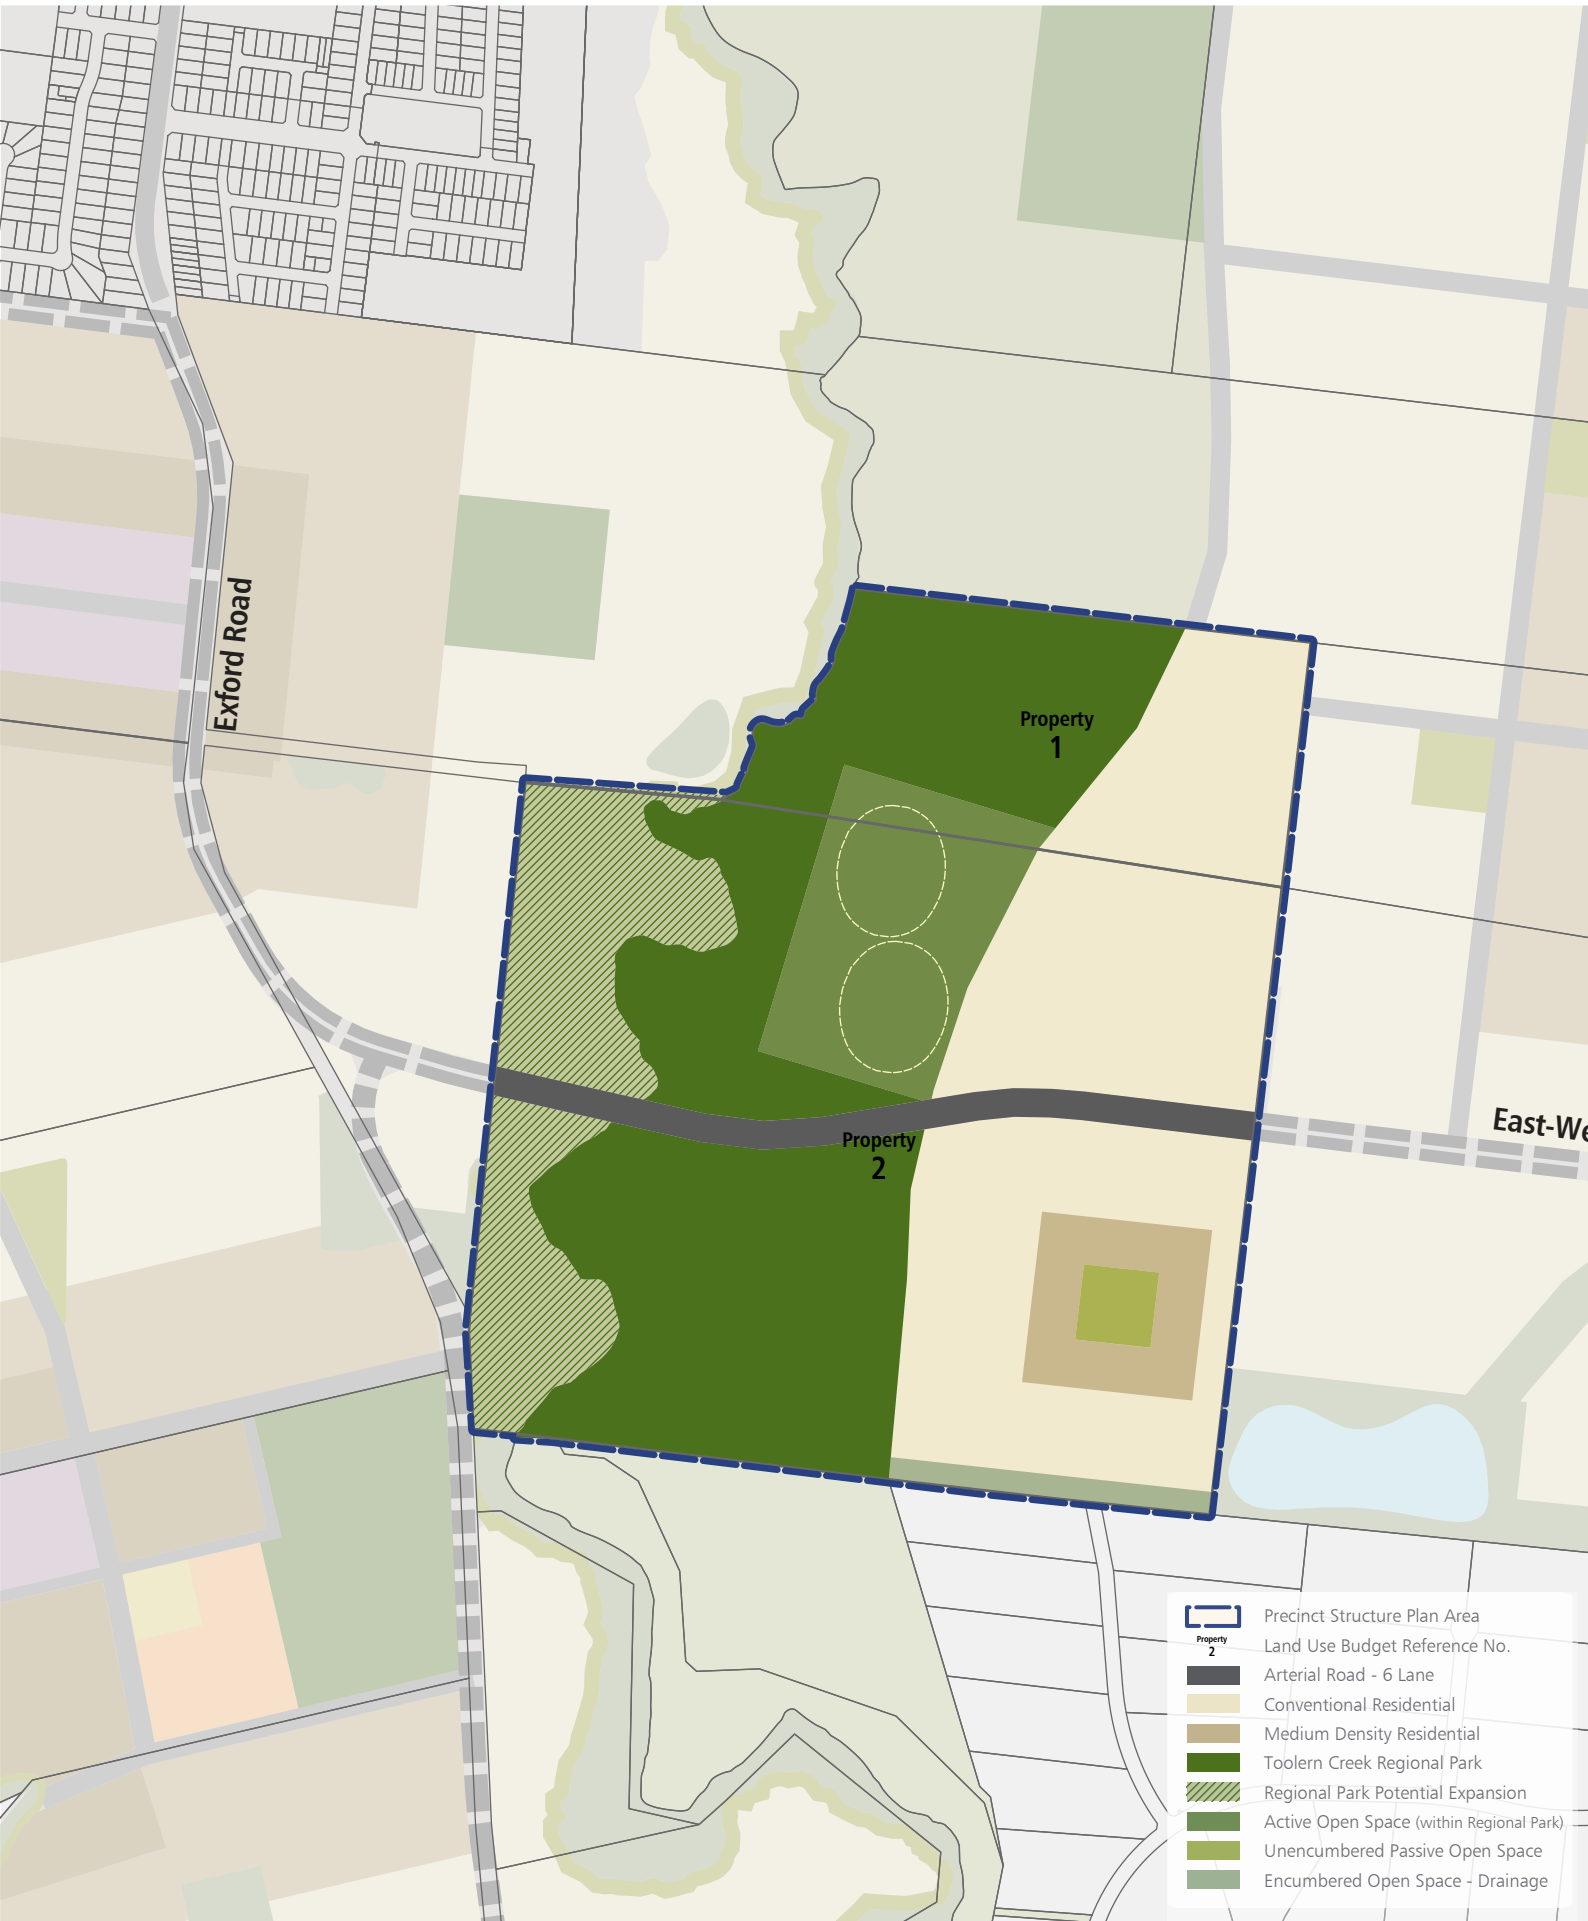 Exford Road
Property
1
Property
2
East-We
Precinct Structure Plan Area
Property
2
Land Use Budget Reference No.
Arterial Road - 6 Lane
Conventional Residential
Medium Density Residential
Toolern Creek Regional Park
Regional Park Potential Expansion
Active Open Space (within Regional Park)
Unencumbered Passive Open Space
Encumbered Open Space - Drainage